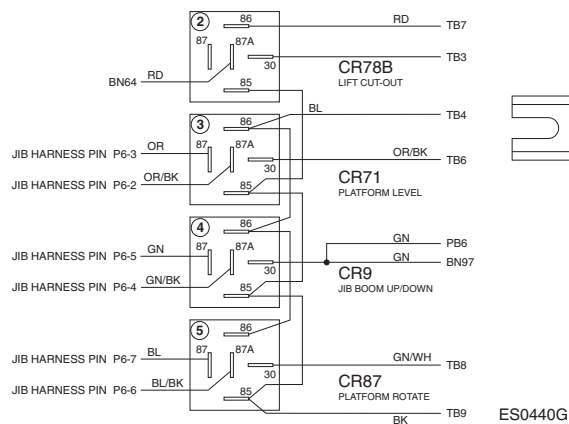 2 86 RD TB7
87 87A
30 TB3
BN64 RD
CR78B
LIFT CUT-OUT
85
BL TB4
3 86
JIB HARNESS PIN P6-3 OR 87 87A
30 OR/BK TB6
JIB HARNESS PIN P6-2 OR/BK
CR71
PLATFORM LEVEL
85
4 86
GN PB6
JIB HARNESS PIN P6-5 GN 87 87A
30 GN BN97
JIB HARNESS PIN P6-4 GN/BK
CR9
JIB BOOM UP/DOWN
85
5 86
JIB HARNESS PIN P6-7 BL 87 87A
30 GN/WH TB8
JIB HARNESS PIN P6-6 BL/BK
CR87
PLATFORM ROTATE
85
BK TB9
ES0440G